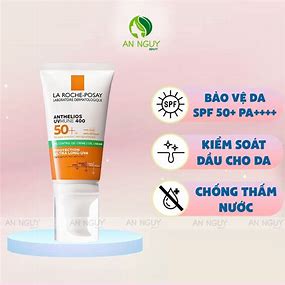 AN NGUY
BEAUTY
LA ROCHE-POSAY
LABORATOIRE DERMATOLOGIQUE
ANTHELIOS
UVMUNE 400
50+
SPF
BẢO VỆ DA
SPF 50+ PA++++
KIỂM SOÁT
DẦU CHO DA
CHỐNG THẤM
NƯỚC
AN NGUY
AN NGUY